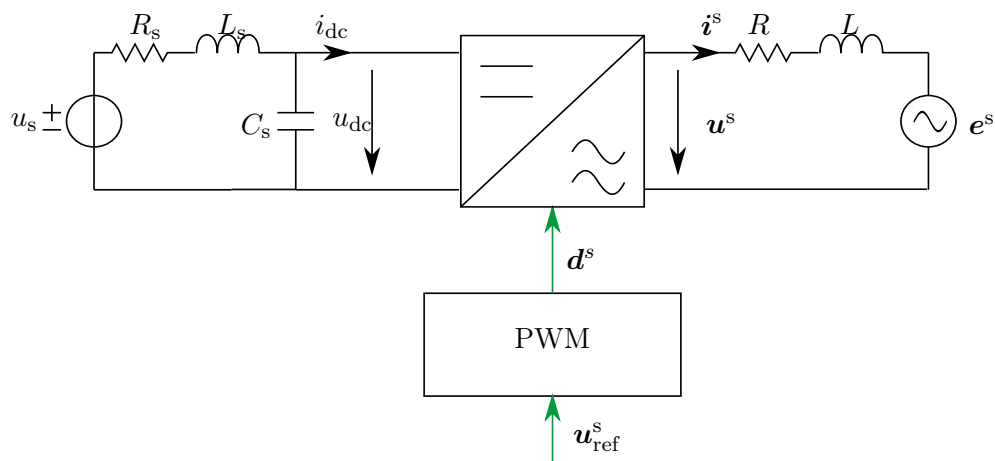 R_s L_s i_dc i^s R L
u_s ± C_s u_dc u^s e^s
d^s
PWM
u^s_ref